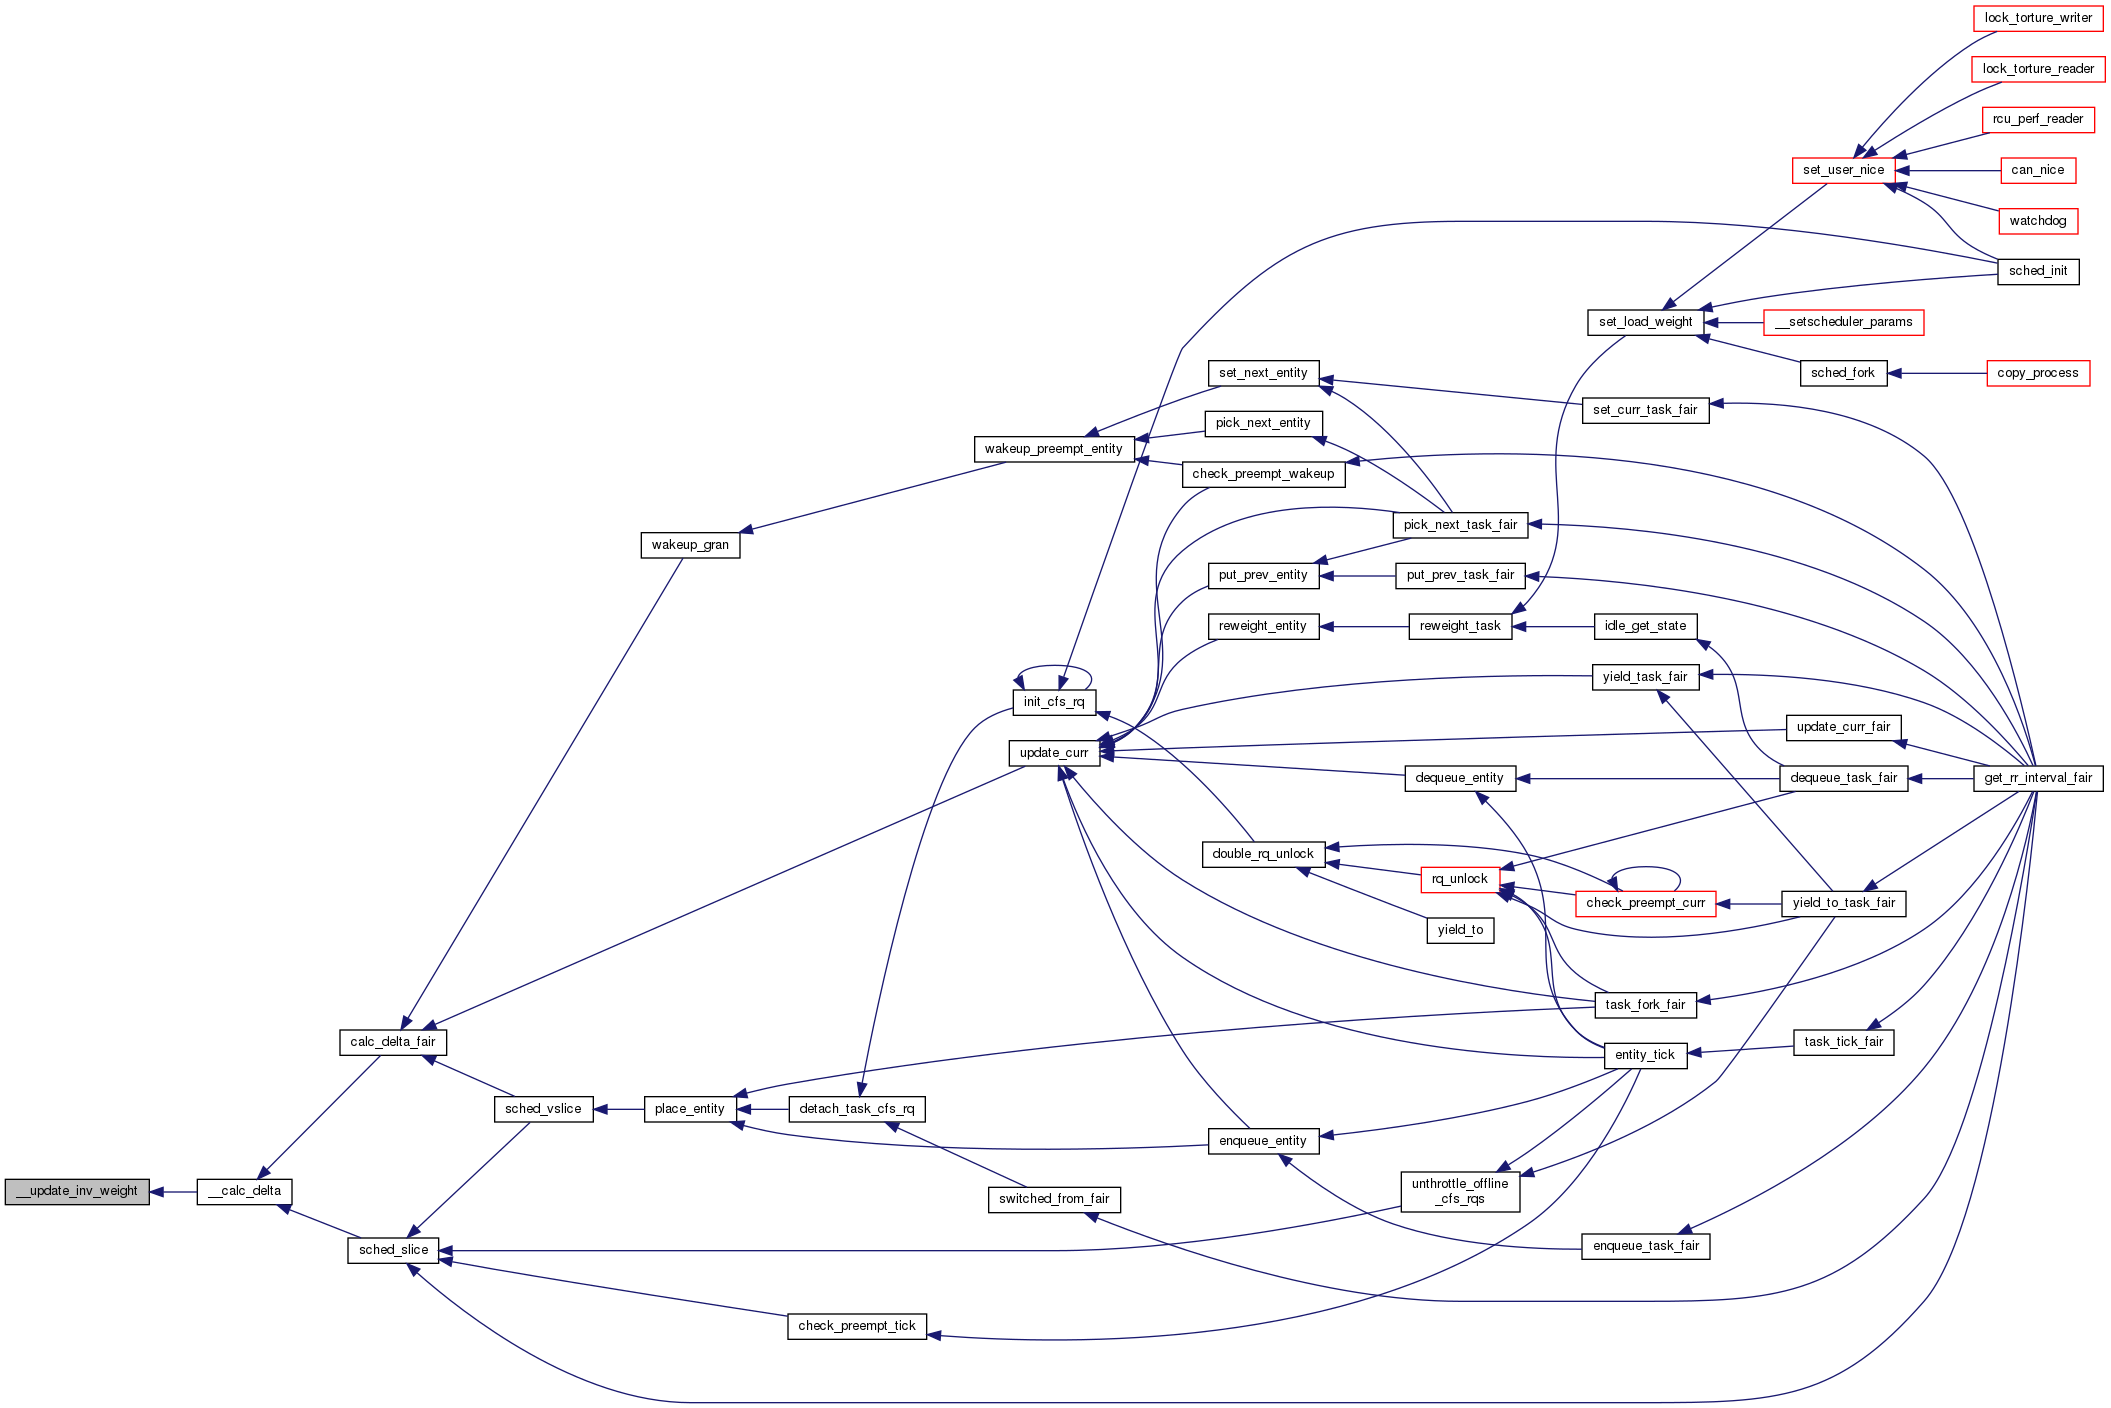 lock_torture_writer
lock_torture_reader
rcu_perf_reader
set_user_nice
can_nice
watchdog
sched_init
set_load_weight
__setscheduler_params
set_next_entity
sched_fork
copy_process
set_curr_task_fair
pick_next_entity
wakeup_preempt_entity
check_preempt_wakeup
pick_next_task_fair
wakeup_gran
put_prev_entity
put_prev_task_fair
reweight_entity
reweight_task
idle_get_state
yield_task_fair
init_cfs_rq
update_curr_fair
update_curr
dequeue_entity
dequeue_task_fair
get_rr_interval_fair
double_rq_unlock
rq_unlock
check_preempt_curr
yield_to_task_fair
yield_to
task_fork_fair
calc_delta_fair
task_tick_fair
entity_tick
sched_vslice
place_entity
detach_task_cfs_rq
enqueue_entity
__update_inv_weight
__calc_delta
switched_from_fair
unthrottle_offline
_cfs_rqs
sched_slice
enqueue_task_fair
check_preempt_tick